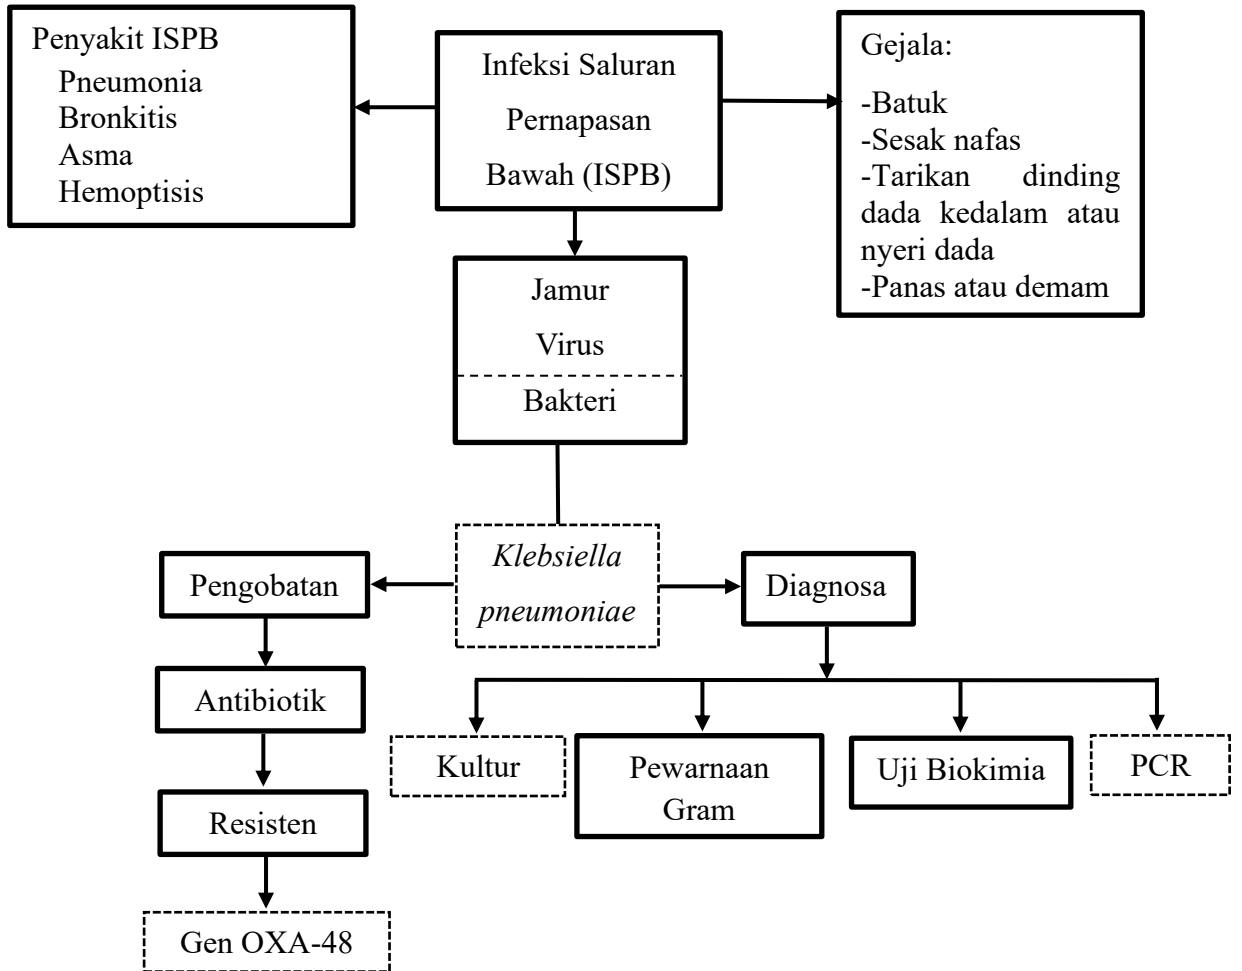 Penyakit ISPB
Pneumonia
Bronkitis
Asma
Hemoptisis
Infeksi Saluran
Pernapasan
Bawah (ISPB)
Gejala:
-Batuk
-Sesak nafas
-Tarikan dinding
dada kedalam atau
nyeri dada
-Panas atau demam
Jamur
Virus
Bakteri
Klebsiella
pneumoniae
Pengobatan
Diagnosa
Antibiotik
Kultur
Pewarnaan
Gram
Uji Biokimia
PCR
Resisten
Gen OXA-48